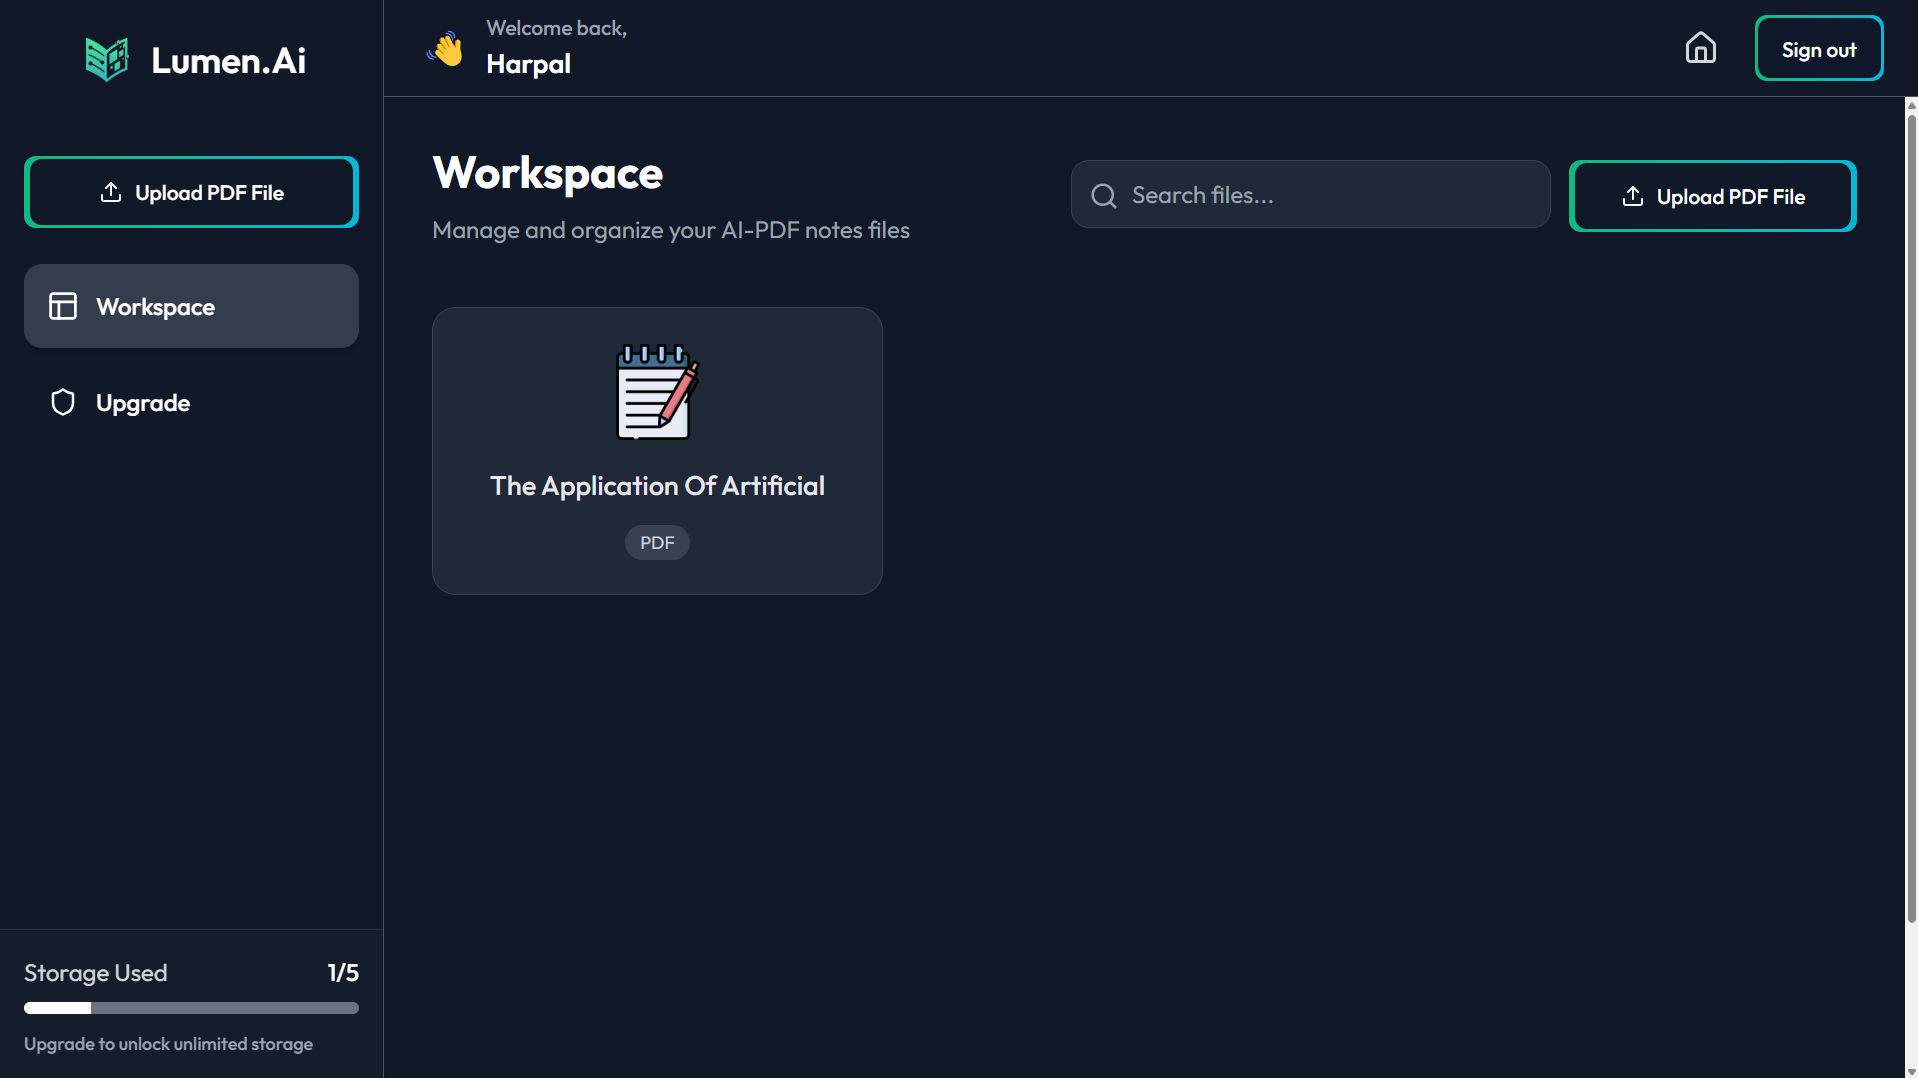 Lumen.Ai
Upload PDF File
Workspace
Upgrade
Storage Used 1/5
Upgrade to unlock unlimited storage
Welcome back,
Harpal
Sign out
Workspace
Manage and organize your AI-PDF notes files
Search files...
Upload PDF File
The Application Of Artificial
PDF